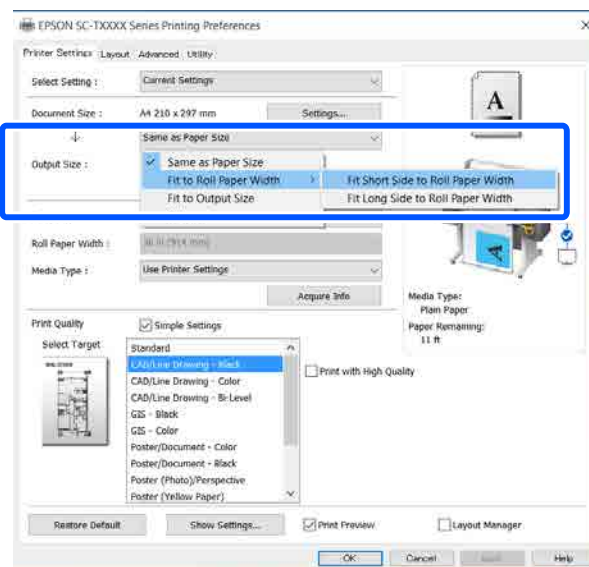 EPSON SC-TXXXX Series Printing Preferences
Printer Settings Layout Advanced Utility
Select Setting : Current Settings
Document Size : A4 210 x 297 mm Settings...
Same as Paper Size
Output Size : Same as Paper Size
Fit to Roll Paper Width Fit Short Side to Roll Paper Width
Fit to Output Size Fit Long Side to Roll Paper Width
Roll Paper Width :
Media Type : Use Printer Settings
Acquire Info
Media Type:
Plain Paper
Paper Remaining:
11 ft
Print Quality Simple Settings
Select Target
Standard
CAD/Line Drawing - Black
CAD/Line Drawing - Color
CAD/Line Drawing - Bi-Level
GIS - Black
GIS - Color
Poster/Document - Color
Poster/Document - Black
Poster (Photo)/Perspective
Poster (Yellow Paper)
Print with High Quality
Restore Default Show Settings... Print Preview Layout Manager
OK Cancel Help
A
A